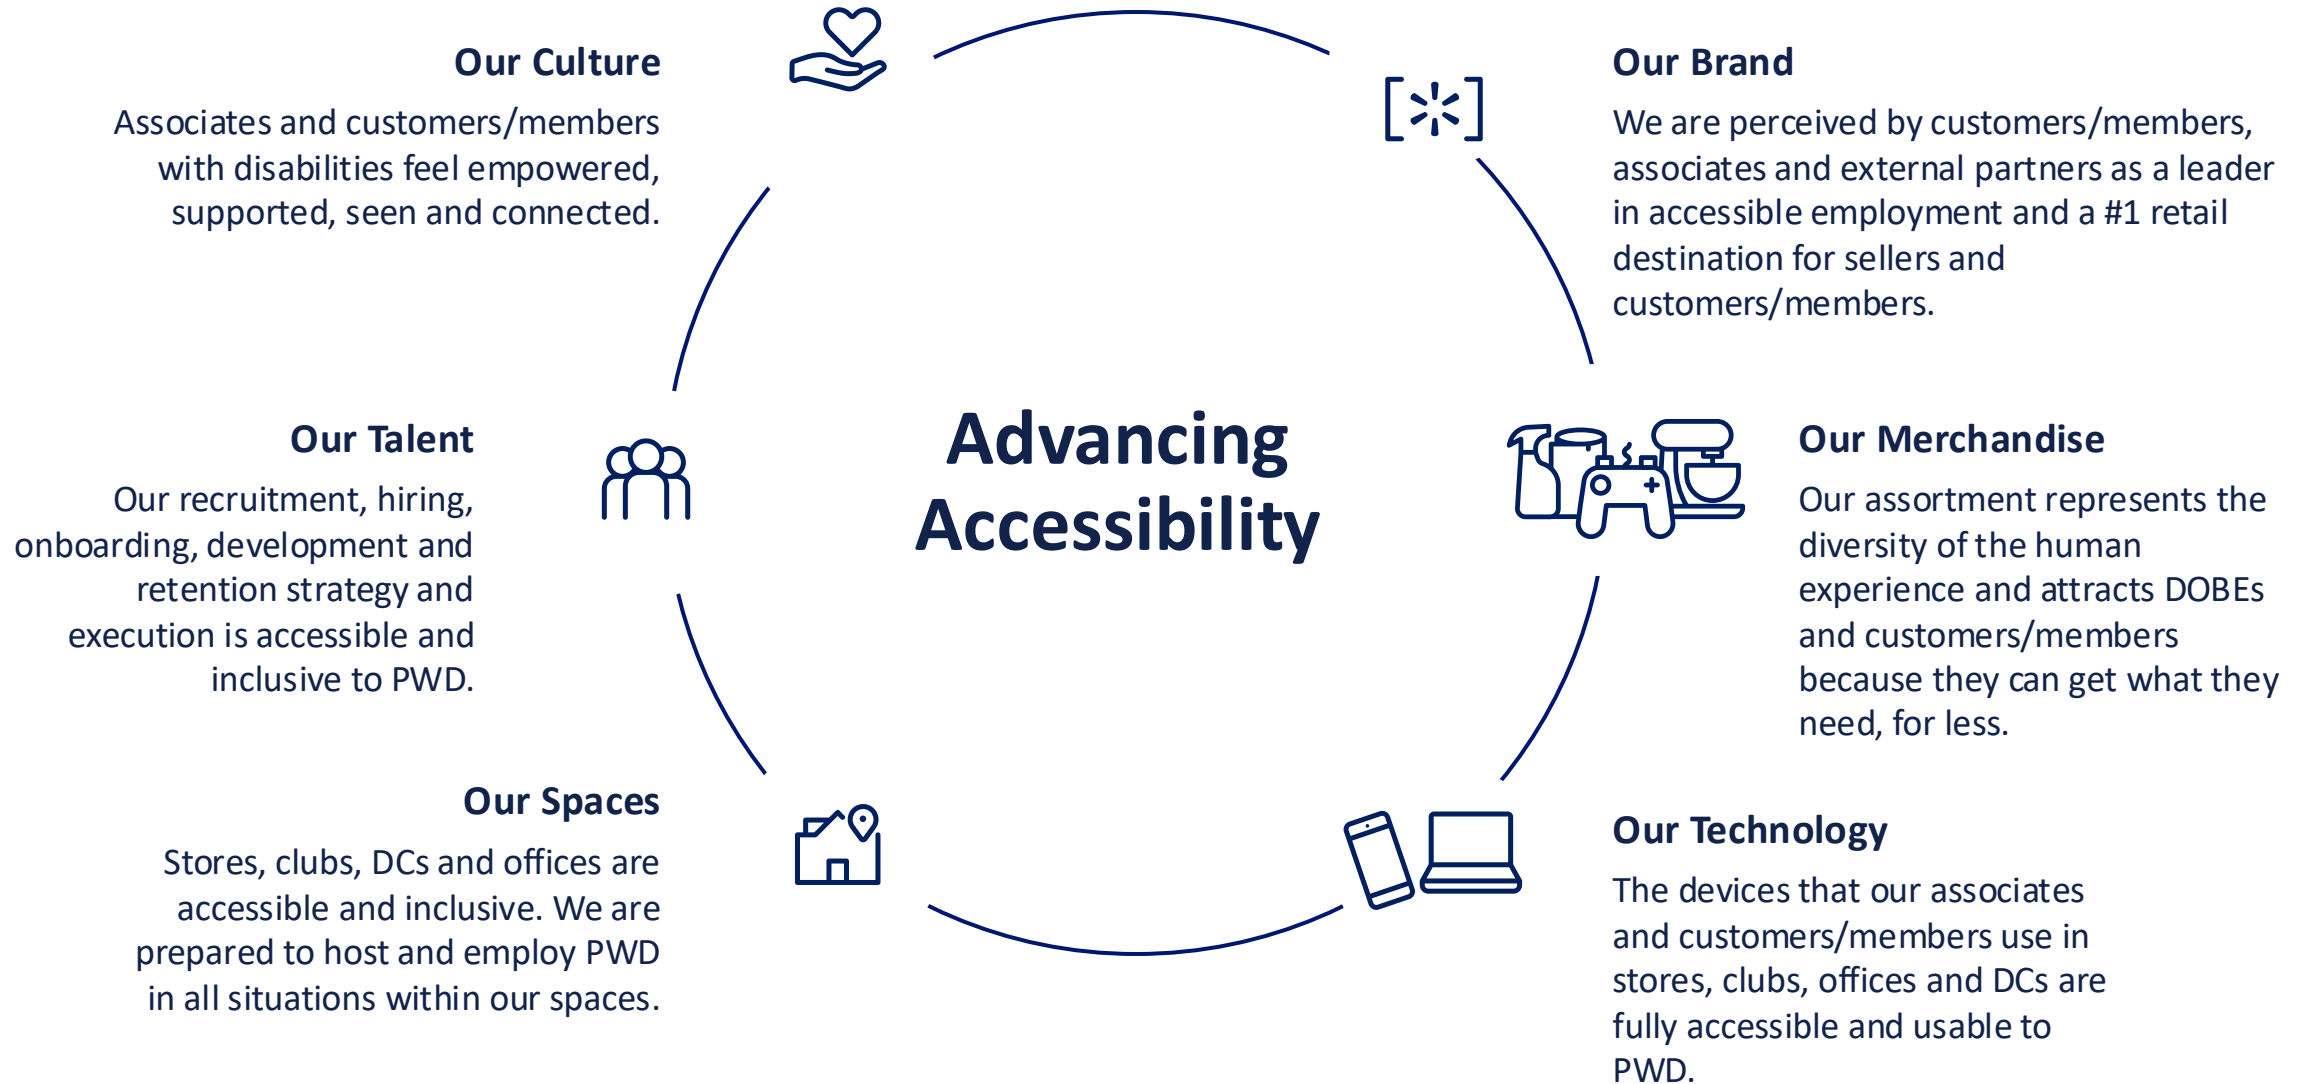 Our Culture
Associates and customers/members
with disabilities feel empowered,
supported, seen and connected.
Our Brand
We are perceived by customers/members,
associates and external partners as a leader
in accessible employment and a #1 retail
destination for sellers and
customers/members.
Our Talent
Our recruitment, hiring,
onboarding, development and
retention strategy and
execution is accessible and
inclusive to PWD.
Advancing
Accessibility
Our Merchandise
Our assortment represents the
diversity of the human
experience and attracts DOBEs
and customers/members
because they can get what they
need, for less.
Our Spaces
Stores, clubs, DCs and offices are
accessible and inclusive. We are
prepared to host and employ PWD
in all situations within our spaces.
Our Technology
The devices that our associates
and customers/members use in
stores, clubs, offices and DCs are
fully accessible and usable to
PWD.